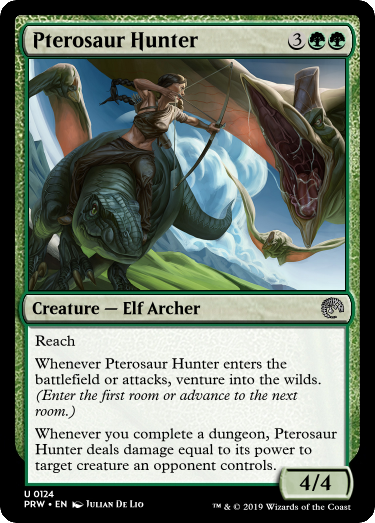 Pterosaur Hunter 3
Creature — Elf Archer
Reach
Whenever Pterosaur Hunter enters the
battlefield or attacks, venture into the wilds.
(Enter the first room or advance to the next
room.)
Whenever you complete a dungeon, Pterosaur
Hunter deals damage equal to its power to
target creature an opponent controls.
4/4
U 0124
PRW • EN Julian De Lio
™ & © 2019 Wizards of the Coast